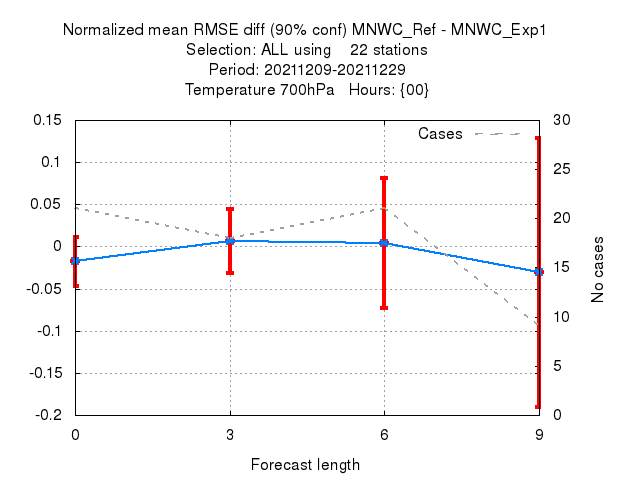 Normalized mean RMSE diff (90% conf) MNWC_Ref - MNWC_Exp1
Selection: ALL using 22 stations
Period: 20211209-20211229
Temperature 700hPa Hours: {00}
Cases
0.15
0.1
0.05
0
-0.05
-0.1
-0.15
-0.2
30
25
20
15
10
5
0
No cases
0 3 6 9
Forecast length